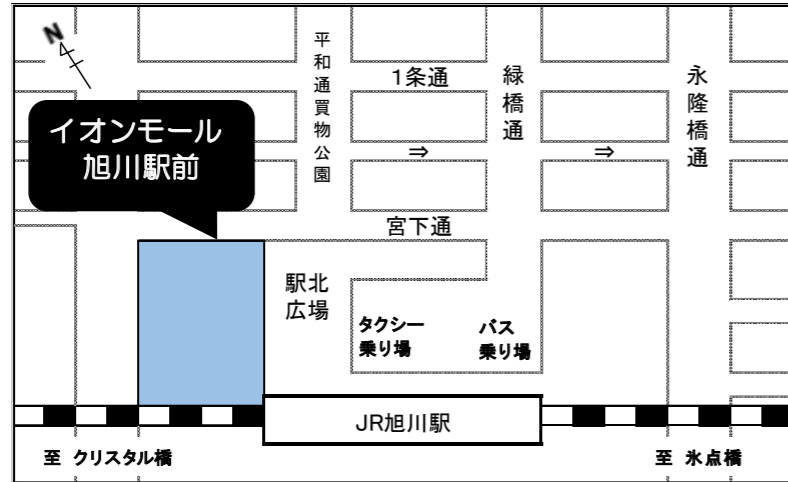 N
平和通買物公園
1条通
緑橋通
永隆橋通
イオンモール
旭川駅前
⇒
⇒
宮下通
駅北
広場
タクシー
乗り場
バス
乗り場
JR旭川駅
至 クリスタル橋
至 氷点橋